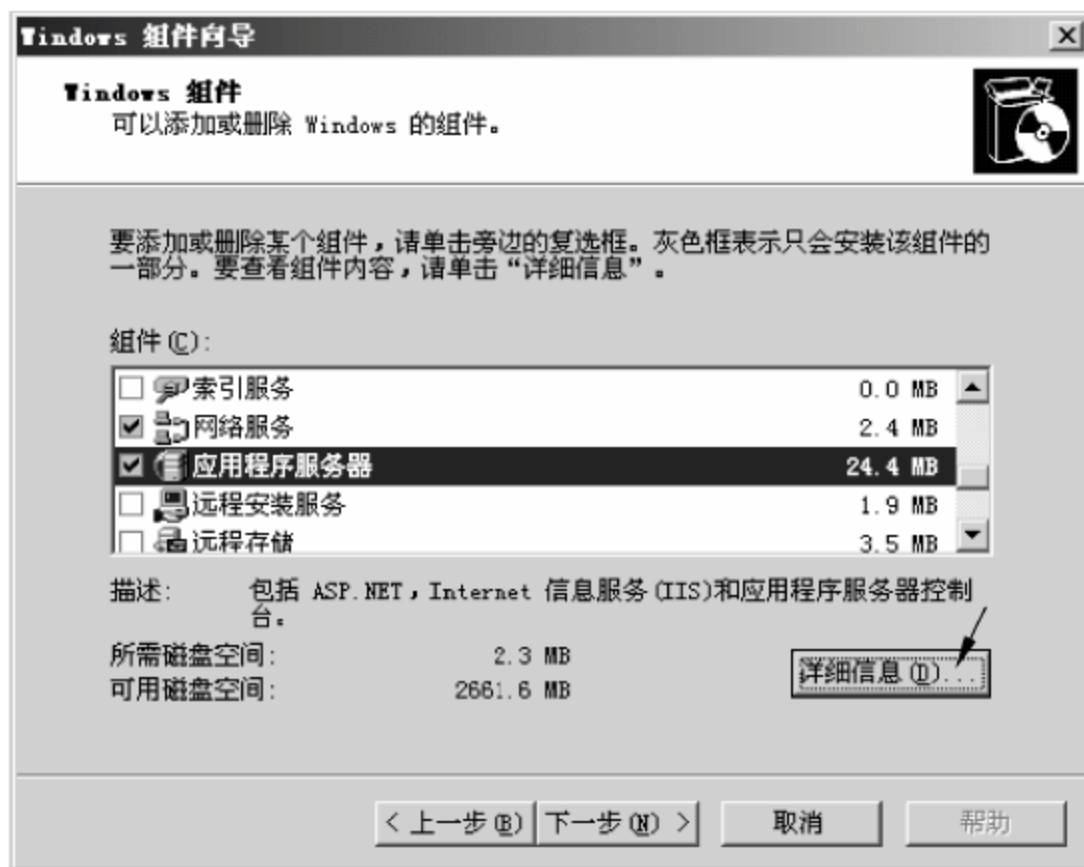 Windows 组件向导
Windows 组件
可以添加或删除 Windows 的组件。
要添加或删除某个组件，请单击旁边的复选框。灰色框表示只会安装该组件的
一部分。要查看组件内容，请单击“详细信息”。
组件(C):
索引服务 0.0 MB
网络服务 2.4 MB
应用程序服务器 24.4 MB
远程安装服务 1.9 MB
远程存储 3.5 MB
描述: 包括 ASP.NET，Internet 信息服务(IIS)和应用程序服务器控制
台。
所需磁盘空间: 2.3 MB
可用磁盘空间: 2661.6 MB
详细信息(D)...
< 上一步(B) 下一步(N) > 取消 帮助